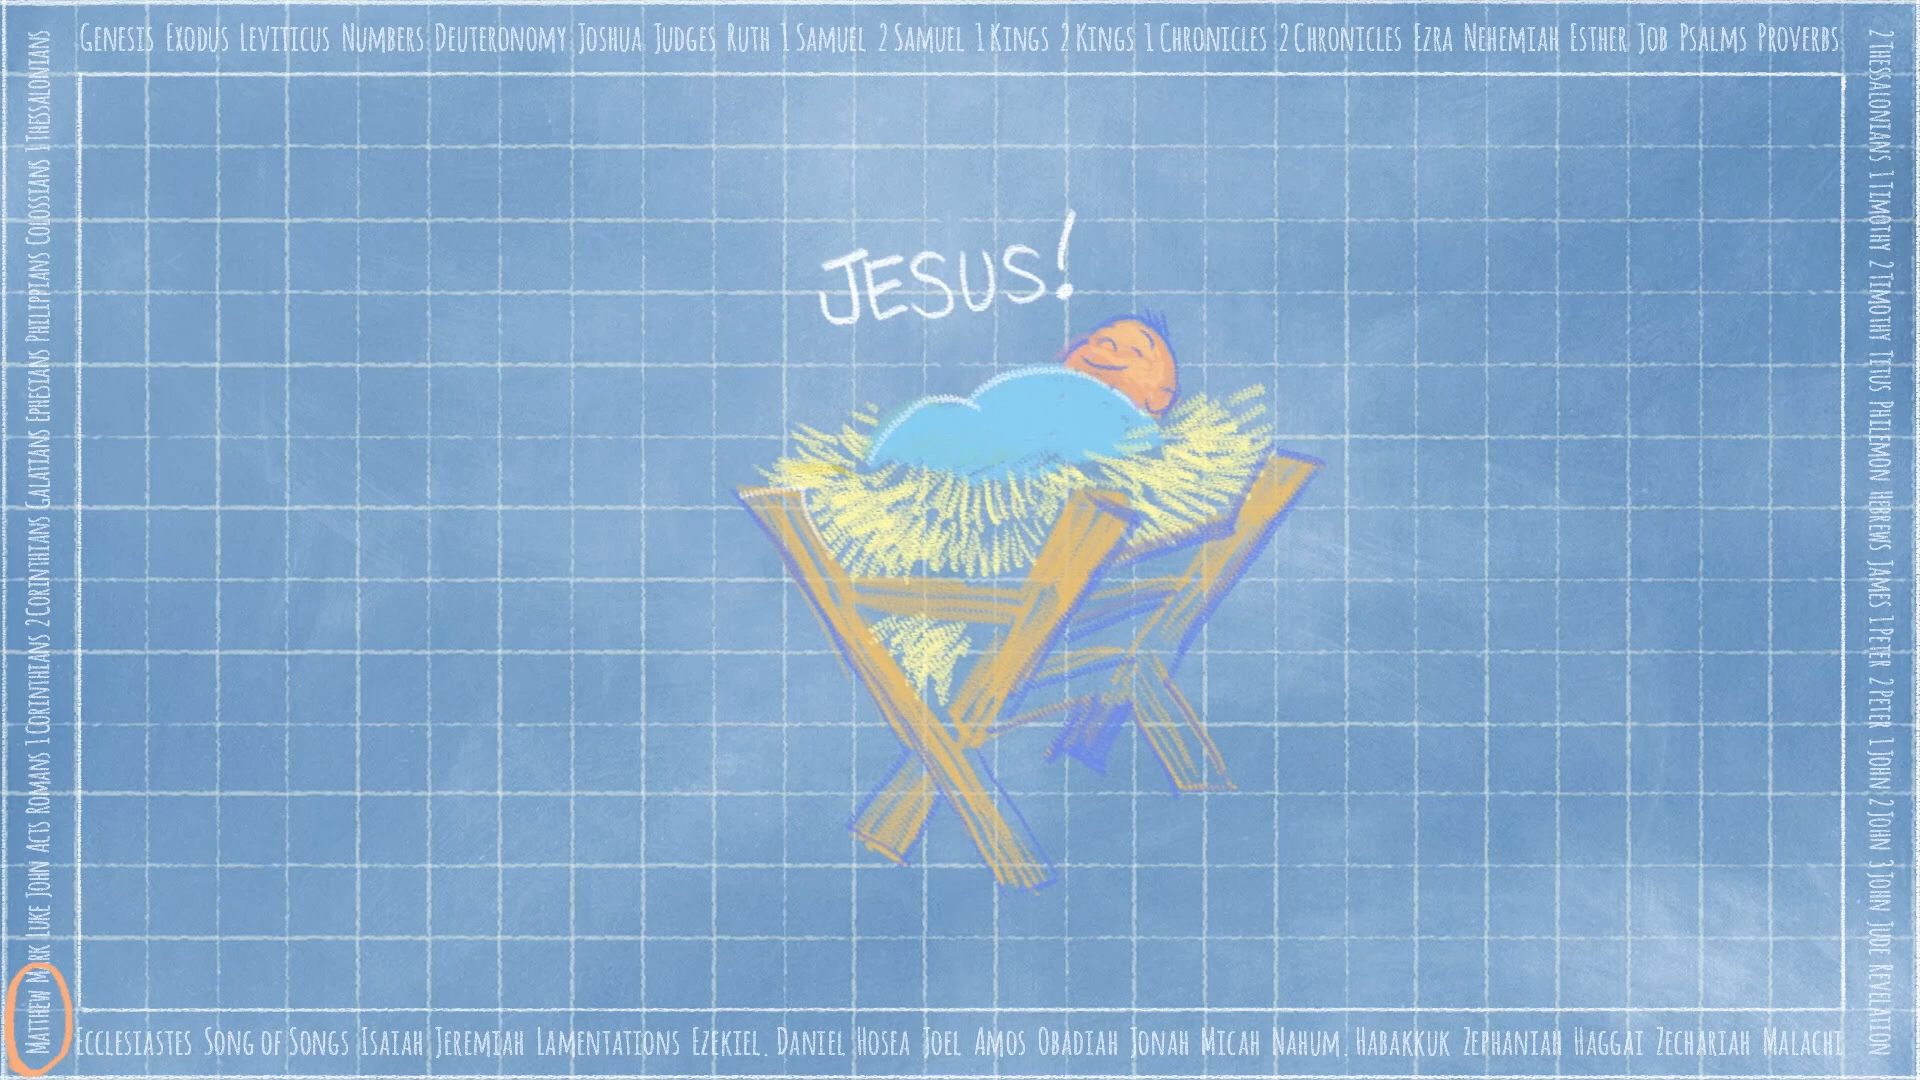 GENESIS EXODUS LEVITICUS NUMBERS DEUTERONOMY JOSHUA JUDGES RUTH 1 SAMUEL 2 SAMUEL 1 KINGS 2 KINGS 1 CHRONICLES 2 CHRONICLES EZRA NEHEMIAH ESTHER JOB PSALMS PROVERBS
JESUS!
ECCLESIASTES SONG OF SONGS ISAIAH JEREMIAH LAMENTATIONS EZEKIEL. DANIEL HOSEA JOEL AMOS OBADIAH JONAH MICAH NAHUM. HABAKKUK ZEPHANIAH HAGGAI ZECHARIAH MALACHI
MATTHEW MARK LUKE JOHN ACTS ROMANS 1 CORINTHIANS 2 CORINTHIANS GALATIANS EPHESIANS PHILIPPIANS COLOSSIANS 1 THESSALONIANS
2 THESSALONIANS 1 TIMOTHY 2 TIMOTHY TITUS PHILEMON HEBREWS JAMES 1 PETER 2 PETER 1 JOHN 2 JOHN 3 JOHN JUDE REVELATION